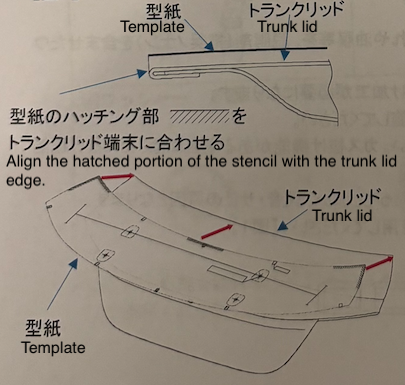 型紙
Template
トランクリッド
Trunk lid
型紙のハッチング部 を
トランクリッド端末に合わせる
Align the hatched portion of the stencil with the trunk lid
edge.
トランクリッド
Trunk lid
型紙
Template